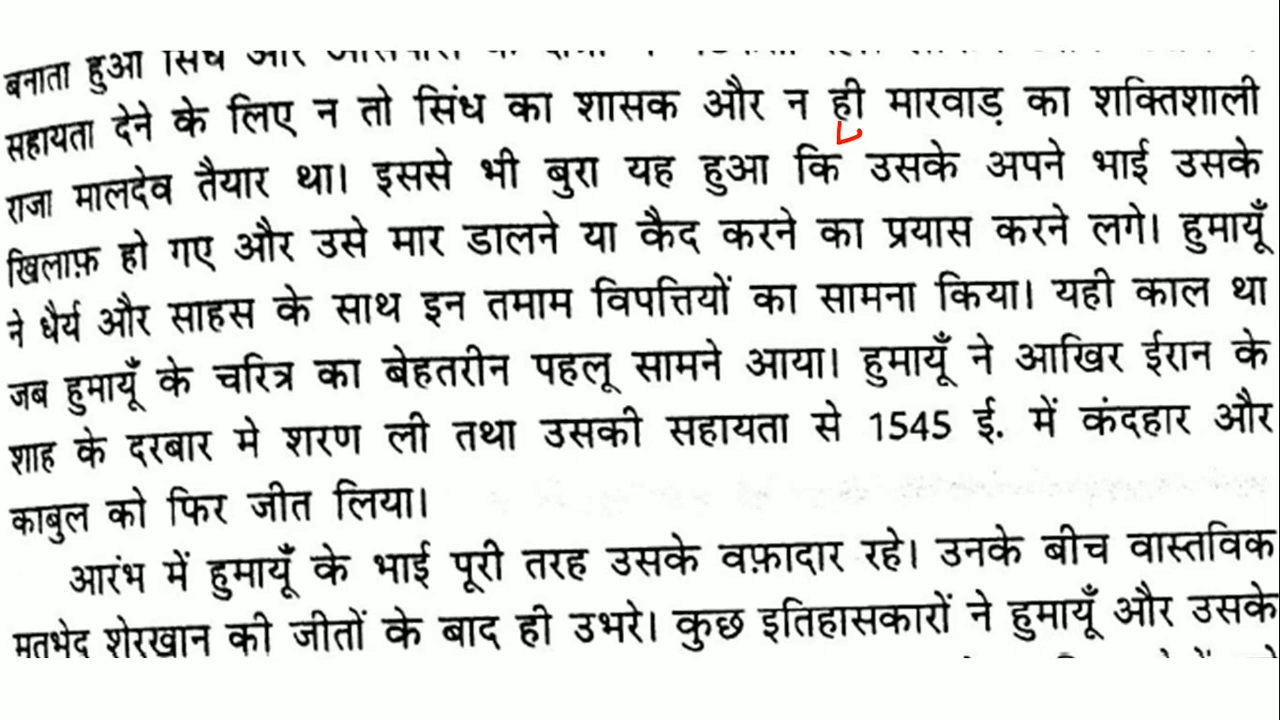 बनाता हुआ सिंध और
सहायता देने के लिए न तो सिंध का शासक और न ही मारवाड़ का शक्तिशाली
राजा मालदेव तैयार था। इससे भी बुरा यह हुआ कि उसके अपने भाई उसके
खिलाफ़ हो गए और उसे मार डालने या कैद करने का प्रयास करने लगे। हुमायूँ
ने धैर्य और साहस के साथ इन तमाम विपत्तियों का सामना किया। यही काल था
जब हुमायूँ के चरित्र का बेहतरीन पहलू सामने आया। हुमायूँ ने आखिर ईरान के
शाह के दरबार मे शरण ली तथा उसकी सहायता से 1545 ई. में कंदहार और
काबुल को फिर जीत लिया।
आरंभ में हुमायूँ के भाई पूरी तरह उसके वफ़ादार रहे। उनके बीच वास्तविक
मतभेद शेरखान की जीतों के बाद ही उभरे। कुछ इतिहासकारों ने हुमायूँ और उसके